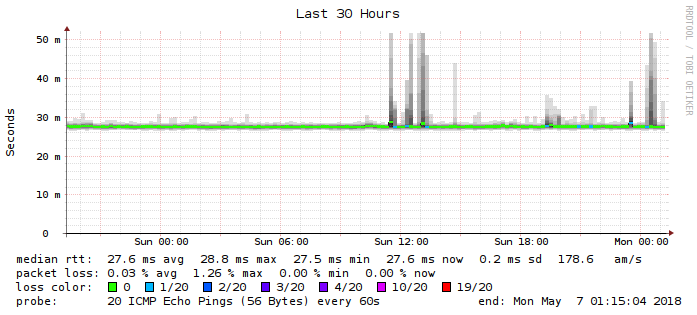 Last 30 Hours
RRDTOOL / TOBI OETIKER
Seconds
50 m
40 m
30 m
20 m
10 m
0
Sun 00:00 Sun 06:00 Sun 12:00 Sun 18:00 Mon 00:00
median rtt: 27.6 ms avg 28.8 ms max 27.5 ms min 27.6 ms now 0.2 ms sd 178.6 am/s
packet loss: 0.03 % avg 1.26 % max 0.00 % min 0.00 % now
loss color: 0 1/20 2/20 3/20 4/20 10/20 19/20
probe: 20 ICMP Echo Pings (56 Bytes) every 60s end: Mon May 7 01:15:04 2018